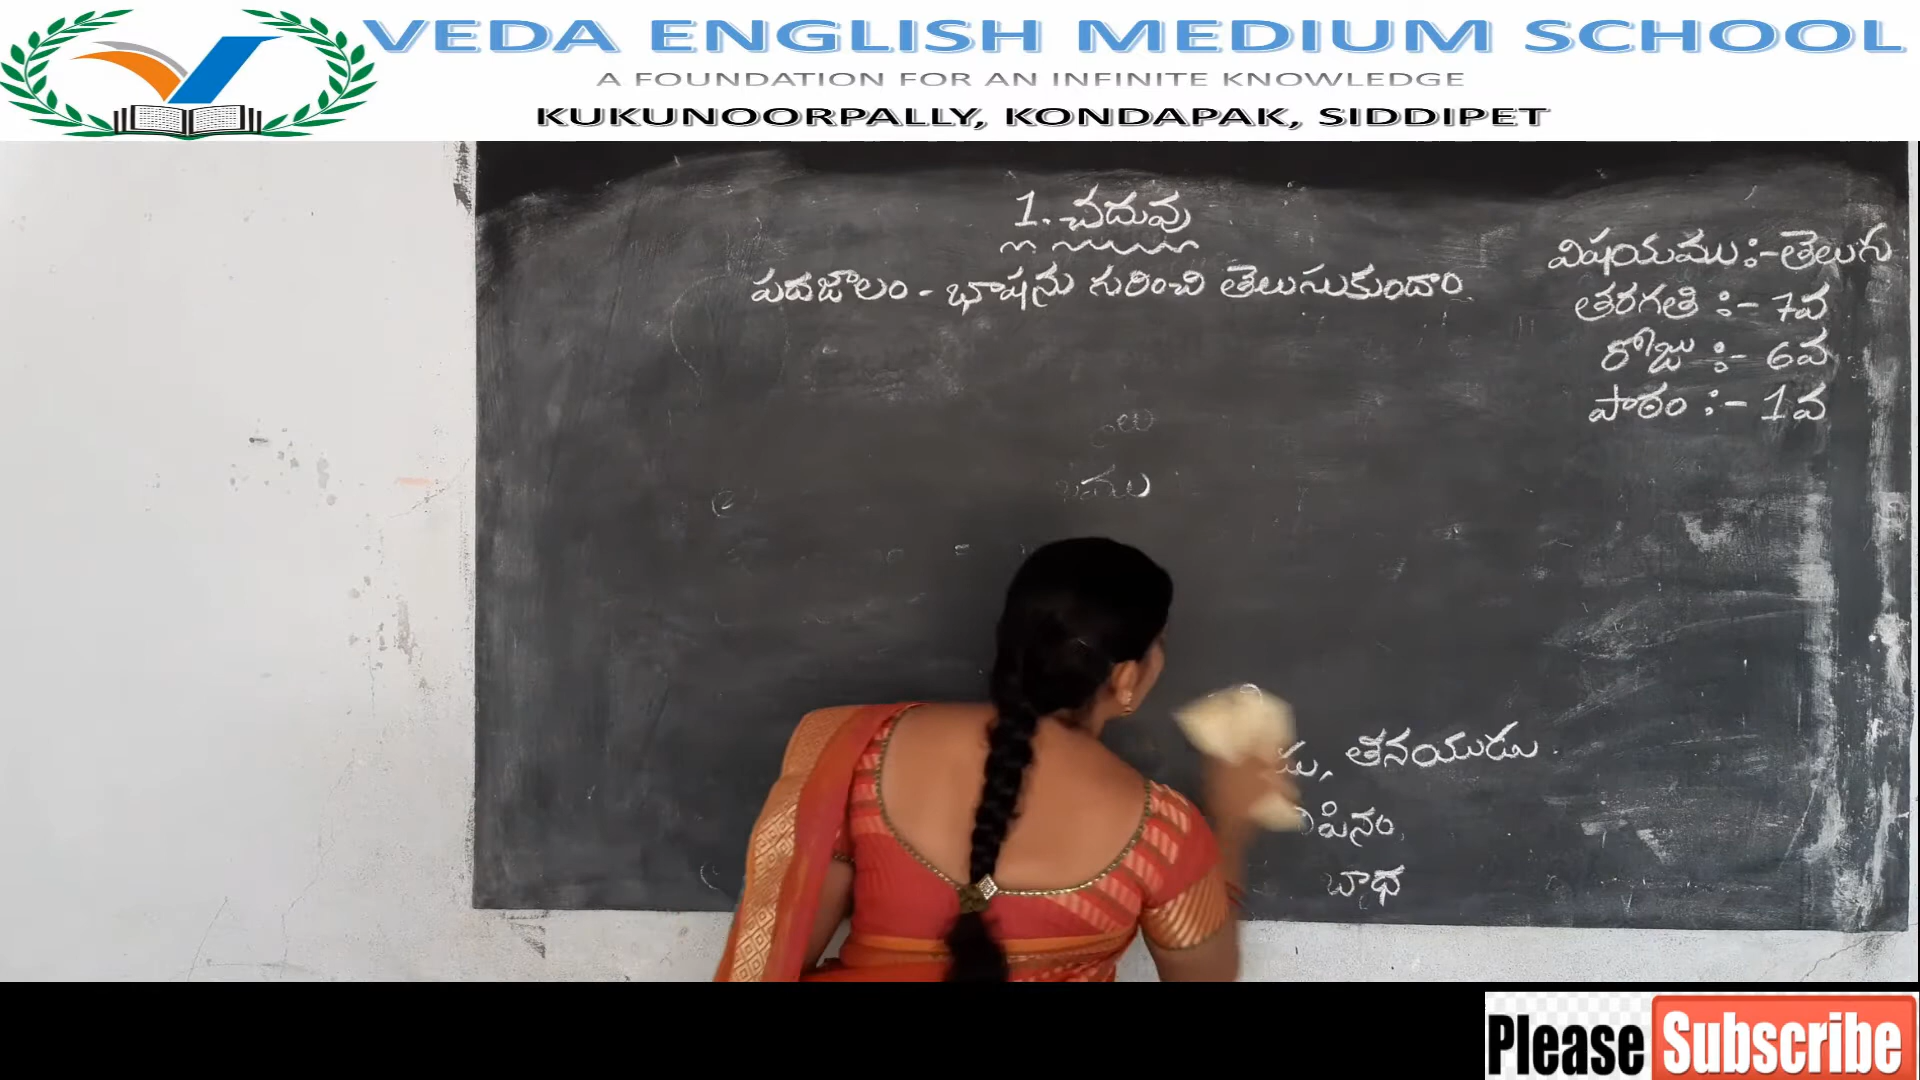 VEDA ENGLISH MEDIUM SCHOOL
A FOUNDATION FOR AN INFINITE KNOWLEDGE
KUKUNOORPALLY, KONDAPAK, SIDDIPET
1. చదువు
పదజాలం - భాషను గురించి తెలుసుకుందాం
విషయము :- తెలుగు
తరగతి :- 7వ
రోజు :- 6వ
పాఠం :- 1వ
తనయుడు
బాధ
Please Subscribe